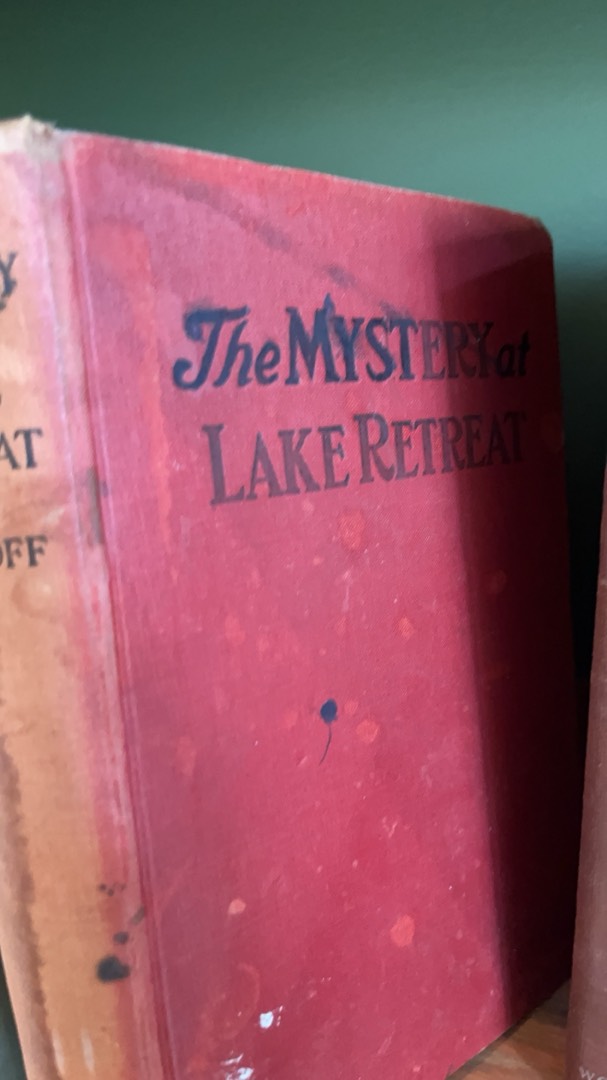 The MYSTERY at
LAKE RETREAT
Y
AT
OFF